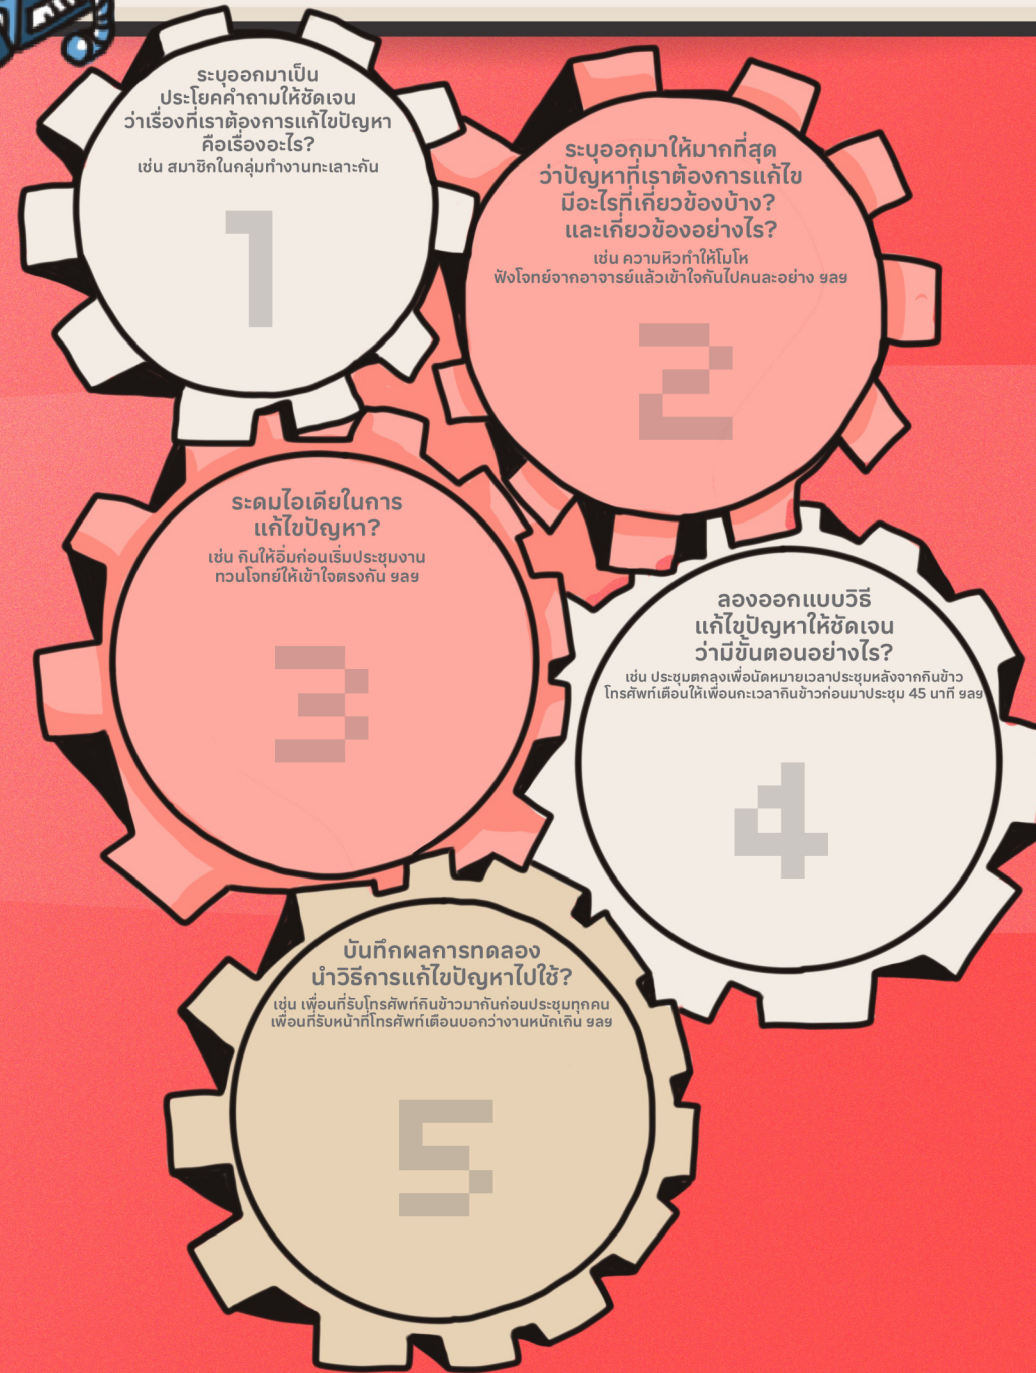 ระบุออกมาเป็น
ประโยคคำถามให้ชัดเจน
ว่าเรื่องที่เราต้องการแก้ไขปัญหา
คือเรื่องอะไร?
เช่น สมาชิกในกลุ่มทำงานทะเลาะกัน
1
ระบุออกมาให้มากที่สุด
ว่าปัญหาที่เราต้องการแก้ไข
มีอะไรที่เกี่ยวข้องบ้าง?
และเกี่ยวข้องอย่างไร?
เช่น ความหิวทำให้โมโห
ฟังโจทย์จากอาจารย์แล้วเข้าใจกันไปคนละอย่าง ฯลฯ
2
ระดมไอเดียในการ
แก้ไขปัญหา?
เช่น กินให้อิ่มก่อนเริ่มประชุมงาน
ทวนโจทย์ให้เข้าใจตรงกัน ฯลฯ
3
ลองออกแบบวิธี
แก้ไขปัญหาให้ชัดเจน
ว่ามีขั้นตอนอย่างไร?
เช่น ประชุมตกลงเพื่อนัดหมายเวลาประชุมหลังจากกินข้าว
โทรศัพท์เตือนให้เพื่อนกะเวลากินข้าวก่อนมาประชุม 45 นาที ฯลฯ
4
บันทึกผลการทดลอง
นำวิธีการแก้ไขปัญหาไปใช้?
เช่น เพื่อนที่รับโทรศัพท์กินข้าวมากันก่อนประชุมทุกคน
เพื่อนที่รับหน้าที่โทรศัพท์เตือนบอกว่างานหนักเกิน ฯลฯ
5